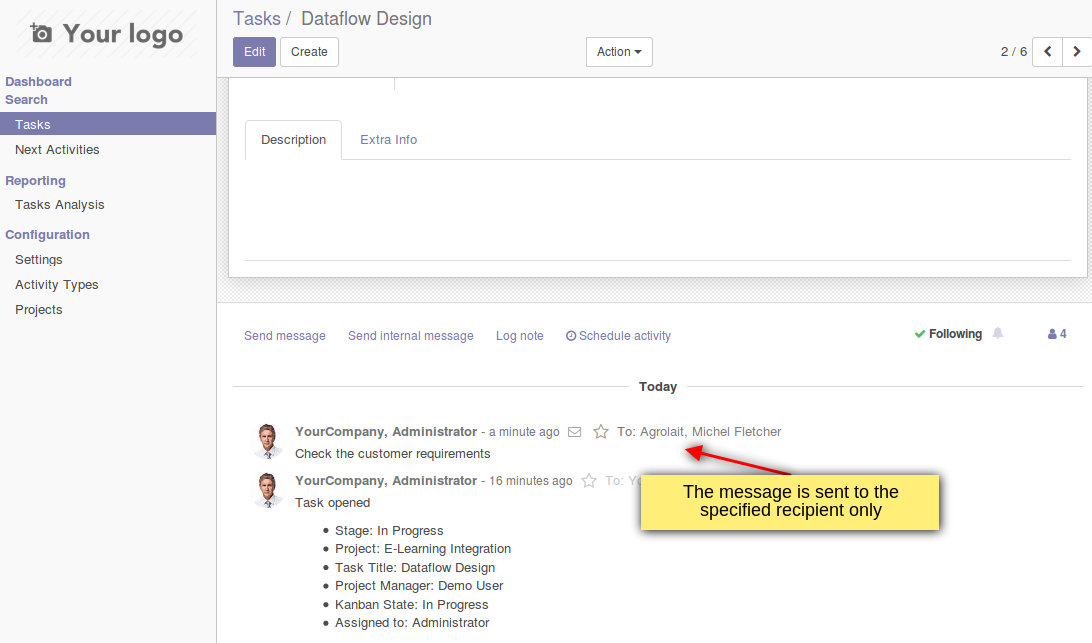 Your logo
Tasks / Dataflow Design
Edit
Create
Action
2 / 6
Dashboard
Search
Tasks
Next Activities
Reporting
Tasks Analysis
Configuration
Settings
Activity Types
Projects
Description
Extra Info
Send message
Send internal message
Log note
Schedule activity
Following
4
Today
YourCompany, Administrator - a minute ago To: Agrolait, Michel Fletcher
Check the customer requirements
YourCompany, Administrator - 16 minutes ago To:
Task opened
The message is sent to the
specified recipient only
• Stage: In Progress
• Project: E-Learning Integration
• Task Title: Dataflow Design
• Project Manager: Demo User
• Kanban State: In Progress
• Assigned to: Administrator